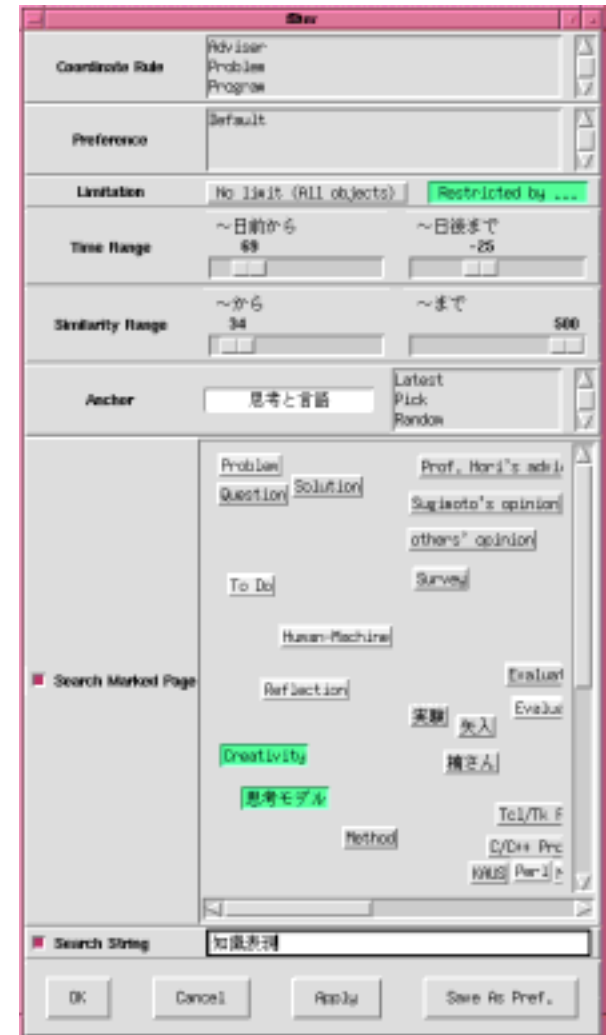 Coordinate Rule
Adviser
Problem
Program
Preference
Default
Limitation
No limit (All objects)
Restricted by ...
Time Range
～日前から
69
～日後まで
-25
Similarity Range
～から
34
～まで
500
Anchor
思考と言語
Latest
Pick
Random
Search Marked Page
Problem
Prof. Hori's advi
Question
Solution
Sugimoto's opinion
others' opinion
To Do
Survey
Human-Machine
Evaluat
Reflection
Evalua
実験
矢入
Creativity
楠さん
思考モデル
Tcl/Tk P
Method
C/C++ Pro
KAUS
Perl
Search String
知識表現
OK
Cancel
Apply
Save As Pref.